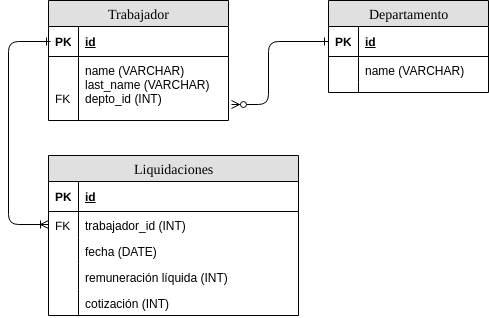 Trabajador
PK id
name (VARCHAR)
last_name (VARCHAR)
FK depto_id (INT)
Departamento
PK id
name (VARCHAR)
Liquidaciones
PK id
FK trabajador_id (INT)
fecha (DATE)
remuneración líquida (INT)
cotización (INT)